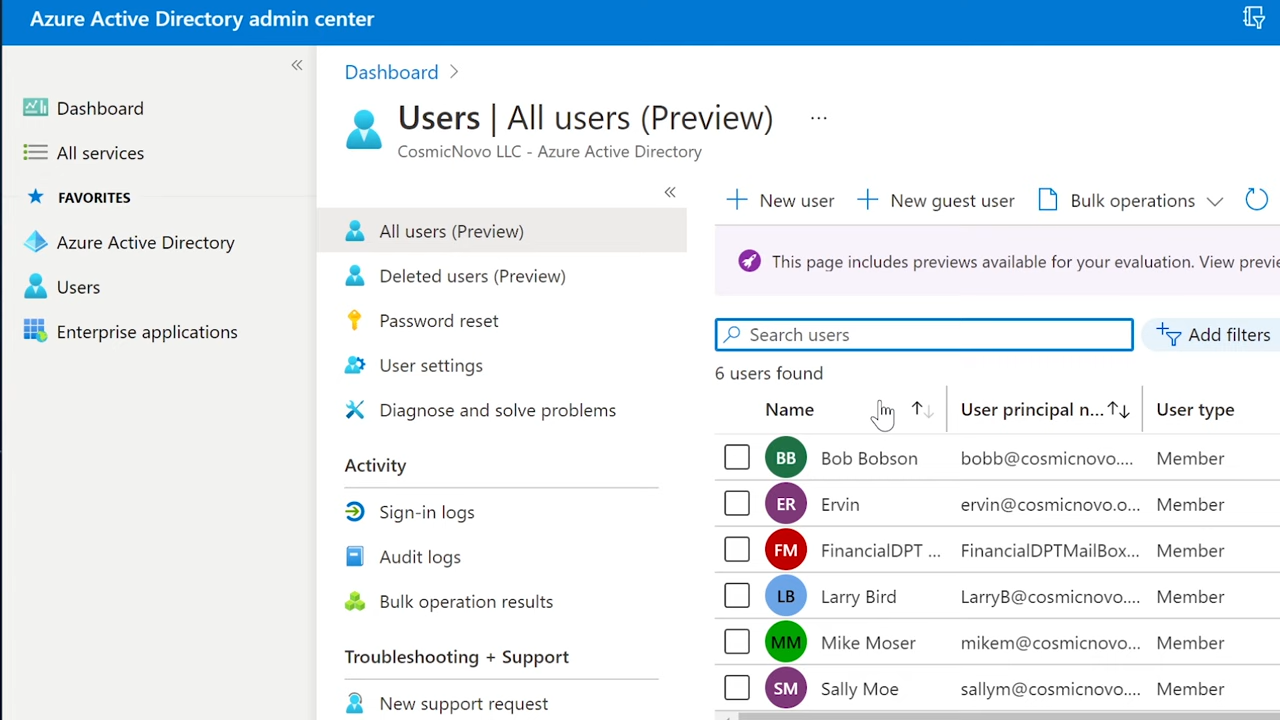 Azure Active Directory admin center
Dashboard
All services
FAVORITES
Azure Active Directory
Users
Enterprise applications
Dashboard
Users | All users (Preview)
CosmicNovo LLC - Azure Active Directory
All users (Preview)
Deleted users (Preview)
Password reset
User settings
Diagnose and solve problems
Activity
Sign-in logs
Audit logs
Bulk operation results
Troubleshooting + Support
New support request
New user New guest user Bulk operations
This page includes previews available for your evaluation. View previe
Search users Add filters
6 users found
Name User principal n... User type
BB Bob Bobson bobb@cosmicnovo.... Member
ER Ervin ervin@cosmicnovo.o... Member
FM FinancialDPT ... FinancialDPTMailBox... Member
LB Larry Bird LarryB@cosmicnovo.... Member
MM Mike Moser mikem@cosmicnovo... Member
SM Sally Moe sallym@cosmicnovo.... Member